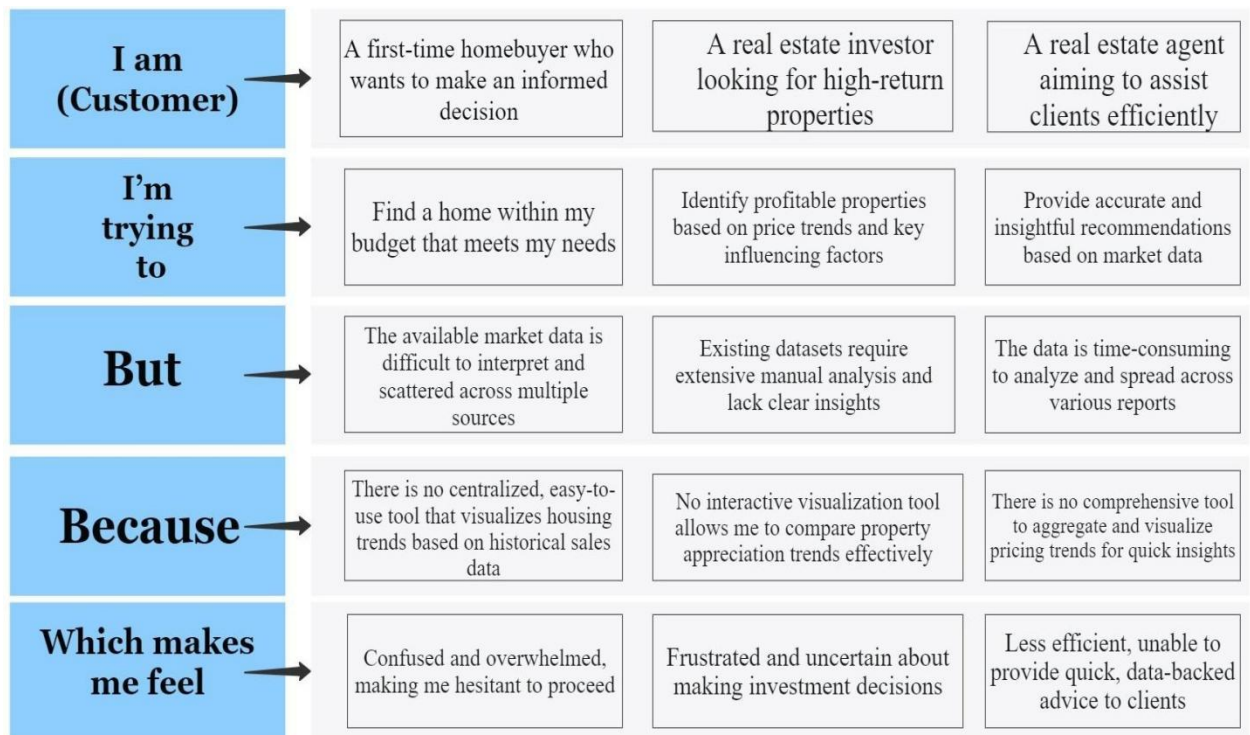 I am
(Customer)
A first-time homebuyer who
wants to make an informed
decision
A real estate investor
looking for high-return
properties
A real estate agent
aiming to assist
clients efficiently
I'm
trying
to
Find a home within my
budget that meets my needs
Identify profitable properties
based on price trends and key
influencing factors
Provide accurate and
insightful recommendations
based on market data
But
The available market data is
difficult to interpret and
scattered across multiple
sources
Existing datasets require
extensive manual analysis and
lack clear insights
The data is time-consuming
to analyze and spread across
various reports
Because
There is no centralized, easy-to-
use tool that visualizes housing
trends based on historical sales
data
No interactive visualization tool
allows me to compare property
appreciation trends effectively
There is no comprehensive tool
to aggregate and visualize
pricing trends for quick insights
Which makes
me feel
Confused and overwhelmed,
making me hesitant to proceed
Frustrated and uncertain about
making investment decisions
Less efficient, unable to
provide quick, data-backed
advice to clients